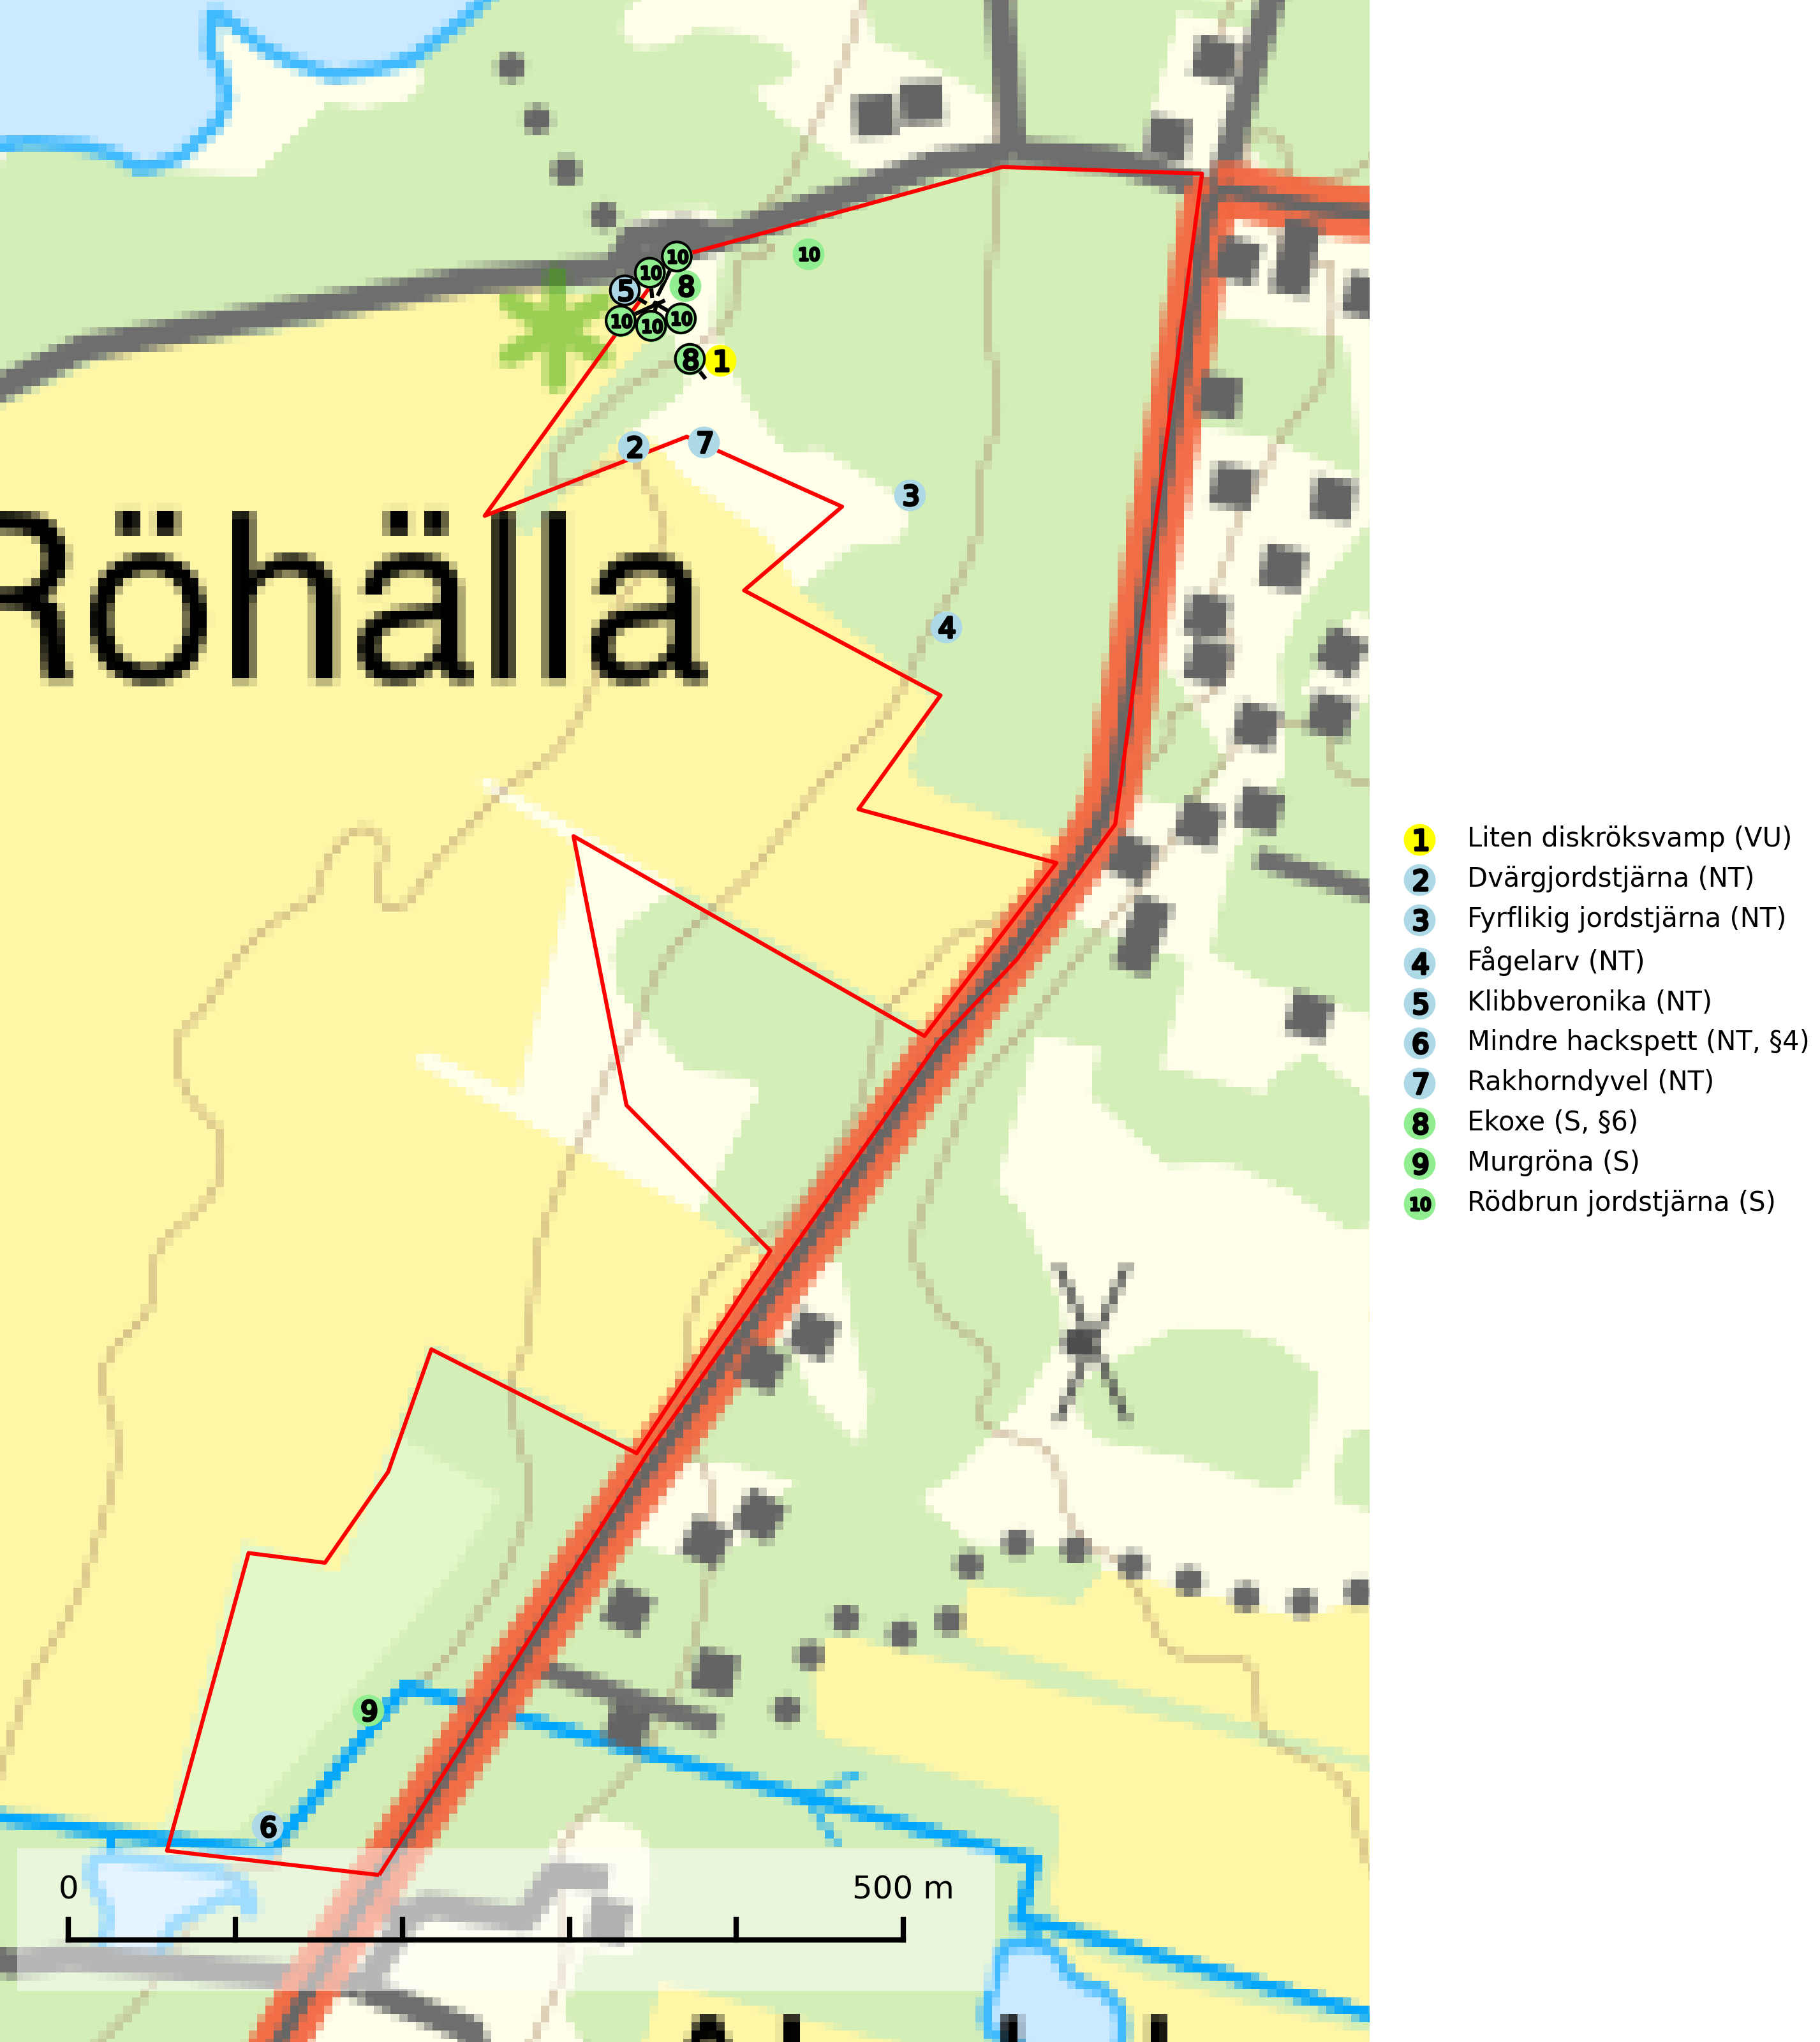 10
10
10
5
8
10
10
10
8
1
2
7
3
Röhälla
4
1 Liten diskröksvamp (VU)
2 Dvärgjordstjärna (NT)
3 Fyrflikig jordstjärna (NT)
4 Fågelarv (NT)
5 Klibbveronika (NT)
6 Mindre hackspett (NT, §4)
7 Rakhorndyvel (NT)
8 Ekoxe (S, §6)
9 Murgröna (S)
10 Rödbrun jordstjärna (S)
9
6
0 500 m